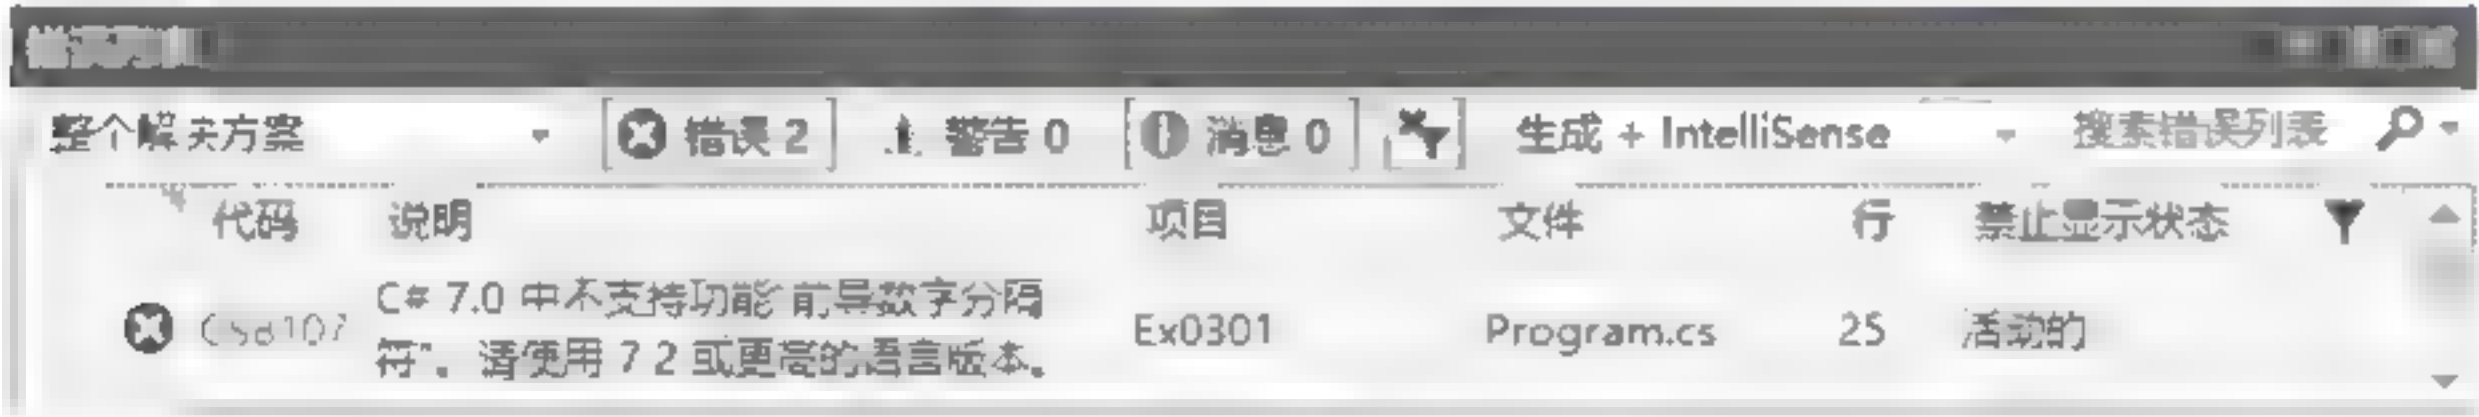 整个解决方案 错误 2 警告 0 消息 0 生成 + IntelliSense 搜索错误列表
代码 说明 项目 文件 行 禁止显示状态
CS8107 C# 7.0 中不支持功能"前导数字分隔 Ex0301 Program.cs 25 活动的
符"。请使用 7.2 或更高的语言版本。